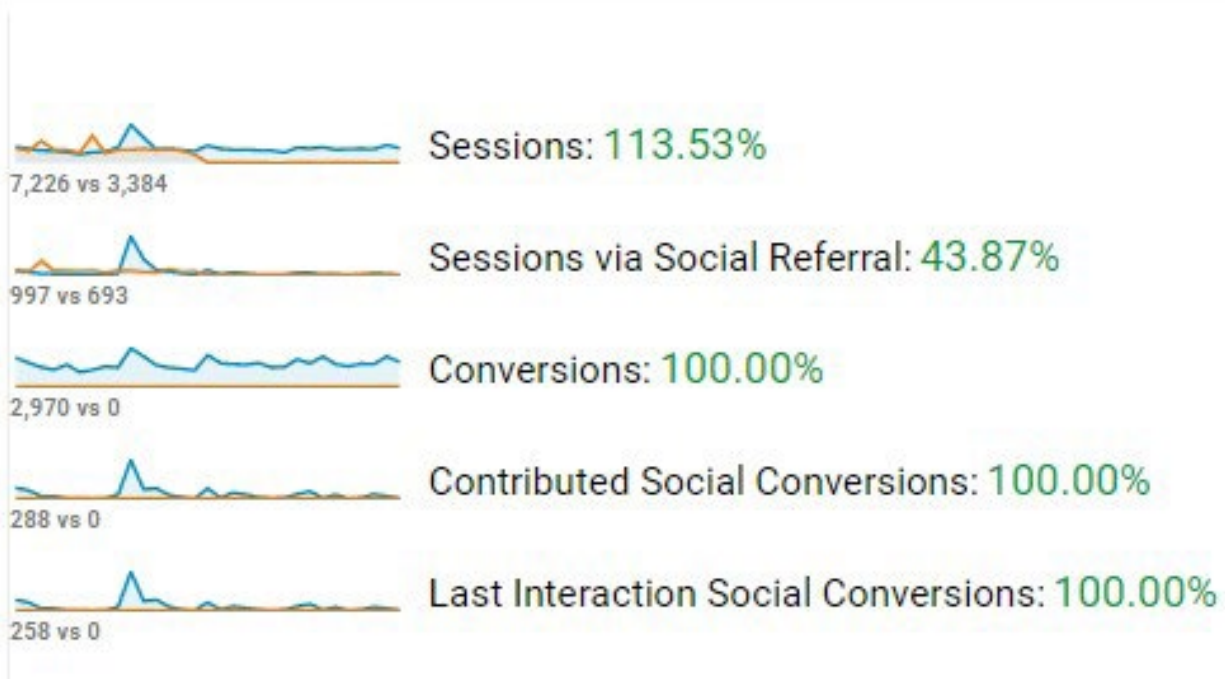 Sessions: 113.53%
7,226 vs 3,384
Sessions via Social Referral: 43.87%
997 vs 693
Conversions: 100.00%
2,970 vs 0
Contributed Social Conversions: 100.00%
288 vs 0
Last Interaction Social Conversions: 100.00%
258 vs 0